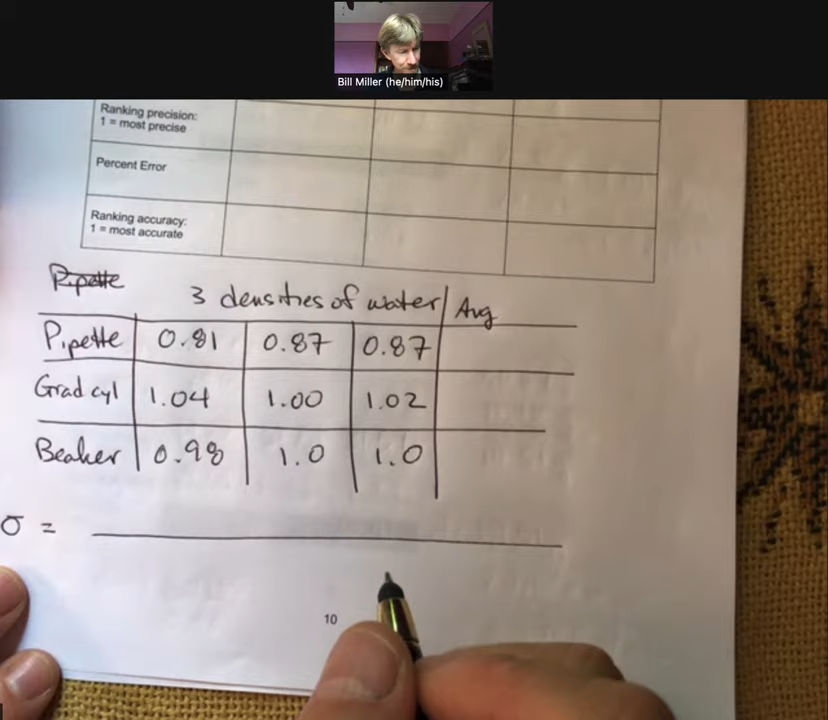 Bill Miller (he/him/his)
Ranking precision:
1 = most precise
Percent Error
Ranking accuracy:
1 = most accurate
Pipette
3 densities of water Avg
Pipette 0.81 0.87 0.87
Grad cyl 1.04 1.00 1.02
Beaker 0.98 1.0 1.0
σ =
10